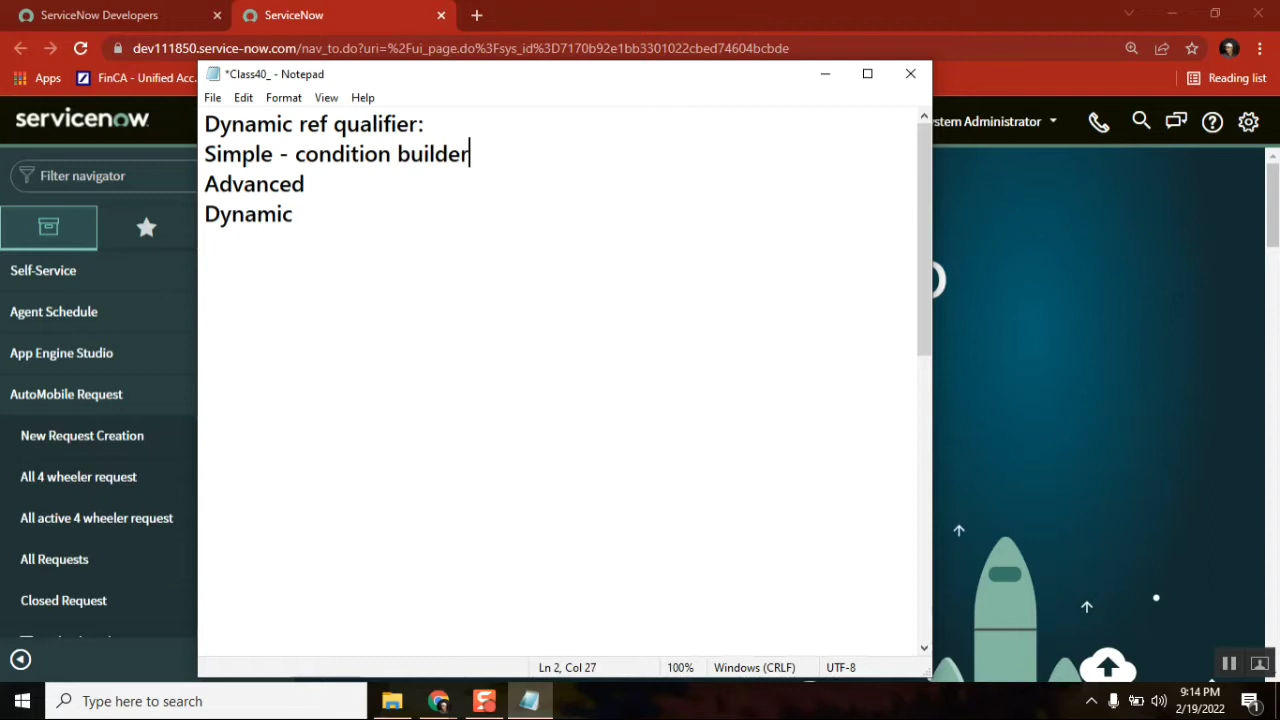 ServiceNow Developers
ServiceNow
dev111850.service-now.com/nav_to.do?uri=%2Fui_page.do%3Fsys_id%3D7170b92e1bb3301022cbed74604bcbde
Apps
FinCA - Unified Acc.
Reading list
*Class40_ - Notepad
File Edit Format View Help
servicenow
stem Administrator
Filter navigator
Dynamic ref qualifier:
Simple - condition builder
Advanced
Dynamic
Self-Service
Agent Schedule
App Engine Studio
AutoMobile Request
New Request Creation
All 4 wheeler request
All active 4 wheeler request
All Requests
Closed Request
Ln 2, Col 27
100%
Windows (CRLF)
UTF-8
Type here to search
9:14 PM
2/19/2022